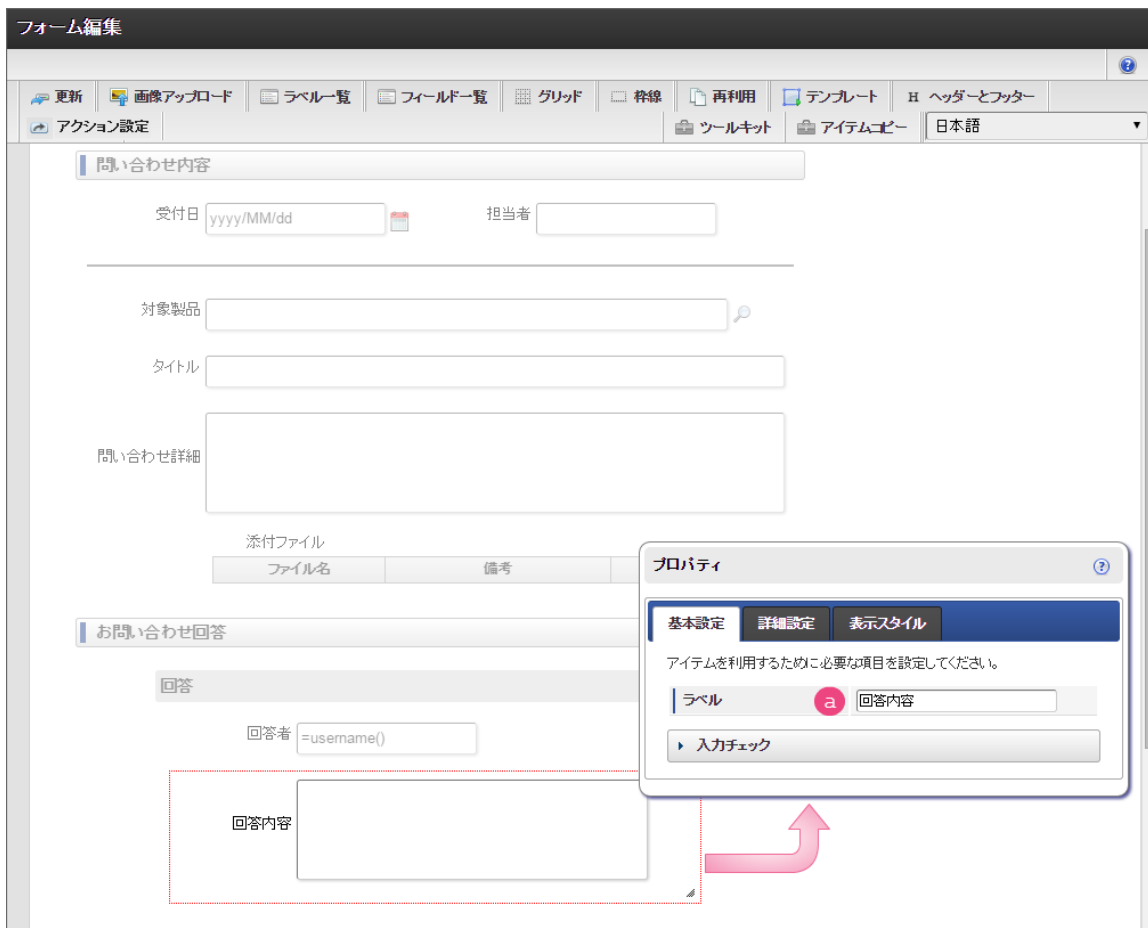 フォーム編集
更新 画像アップロード ラベル一覧 フィールド一覧 グリッド 枠線 再利用 テンプレート H ヘッダーとフッター
アクション設定 ツールキット アイテムコピー 日本語
問い合わせ内容
受付日 yyyy/MM/dd 担当者
対象製品
タイトル
問い合わせ詳細
添付ファイル
ファイル名 備考
プロパティ
基本設定 詳細設定 表示スタイル
アイテムを利用するために必要な項目を設定してください。
ラベル a 回答内容
入力チェック
お問い合わせ回答
回答
回答者 =username()
回答内容